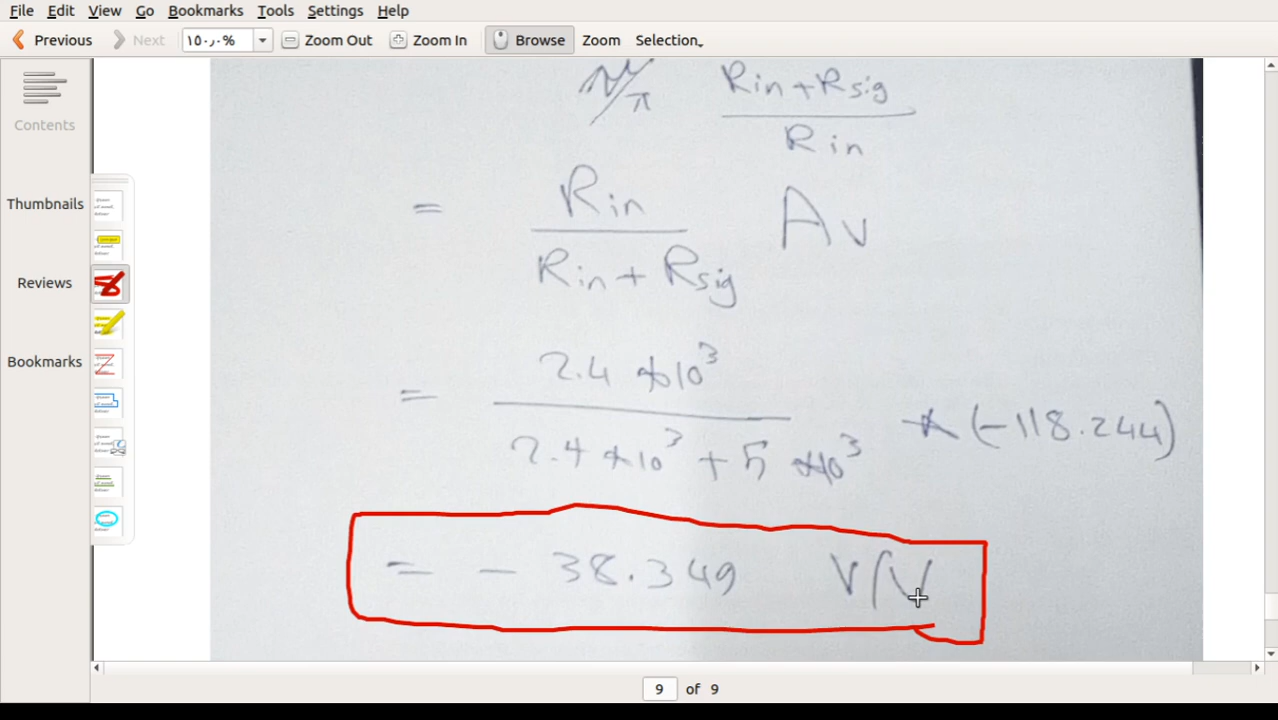 File Edit View Go Bookmarks Tools Settings Help
Previous Next ١٥٠٫٠% Zoom Out Zoom In Browse Zoom Selection
Contents
Thumbnails
Reviews
Bookmarks
Rin+Rsig
Rin
= Rin Av
Rin + Rsig
= 2.4 *10³ * (-118.244)
2.4 *10³ + 5 *10³
= - 38.349 V/V
9 of 9